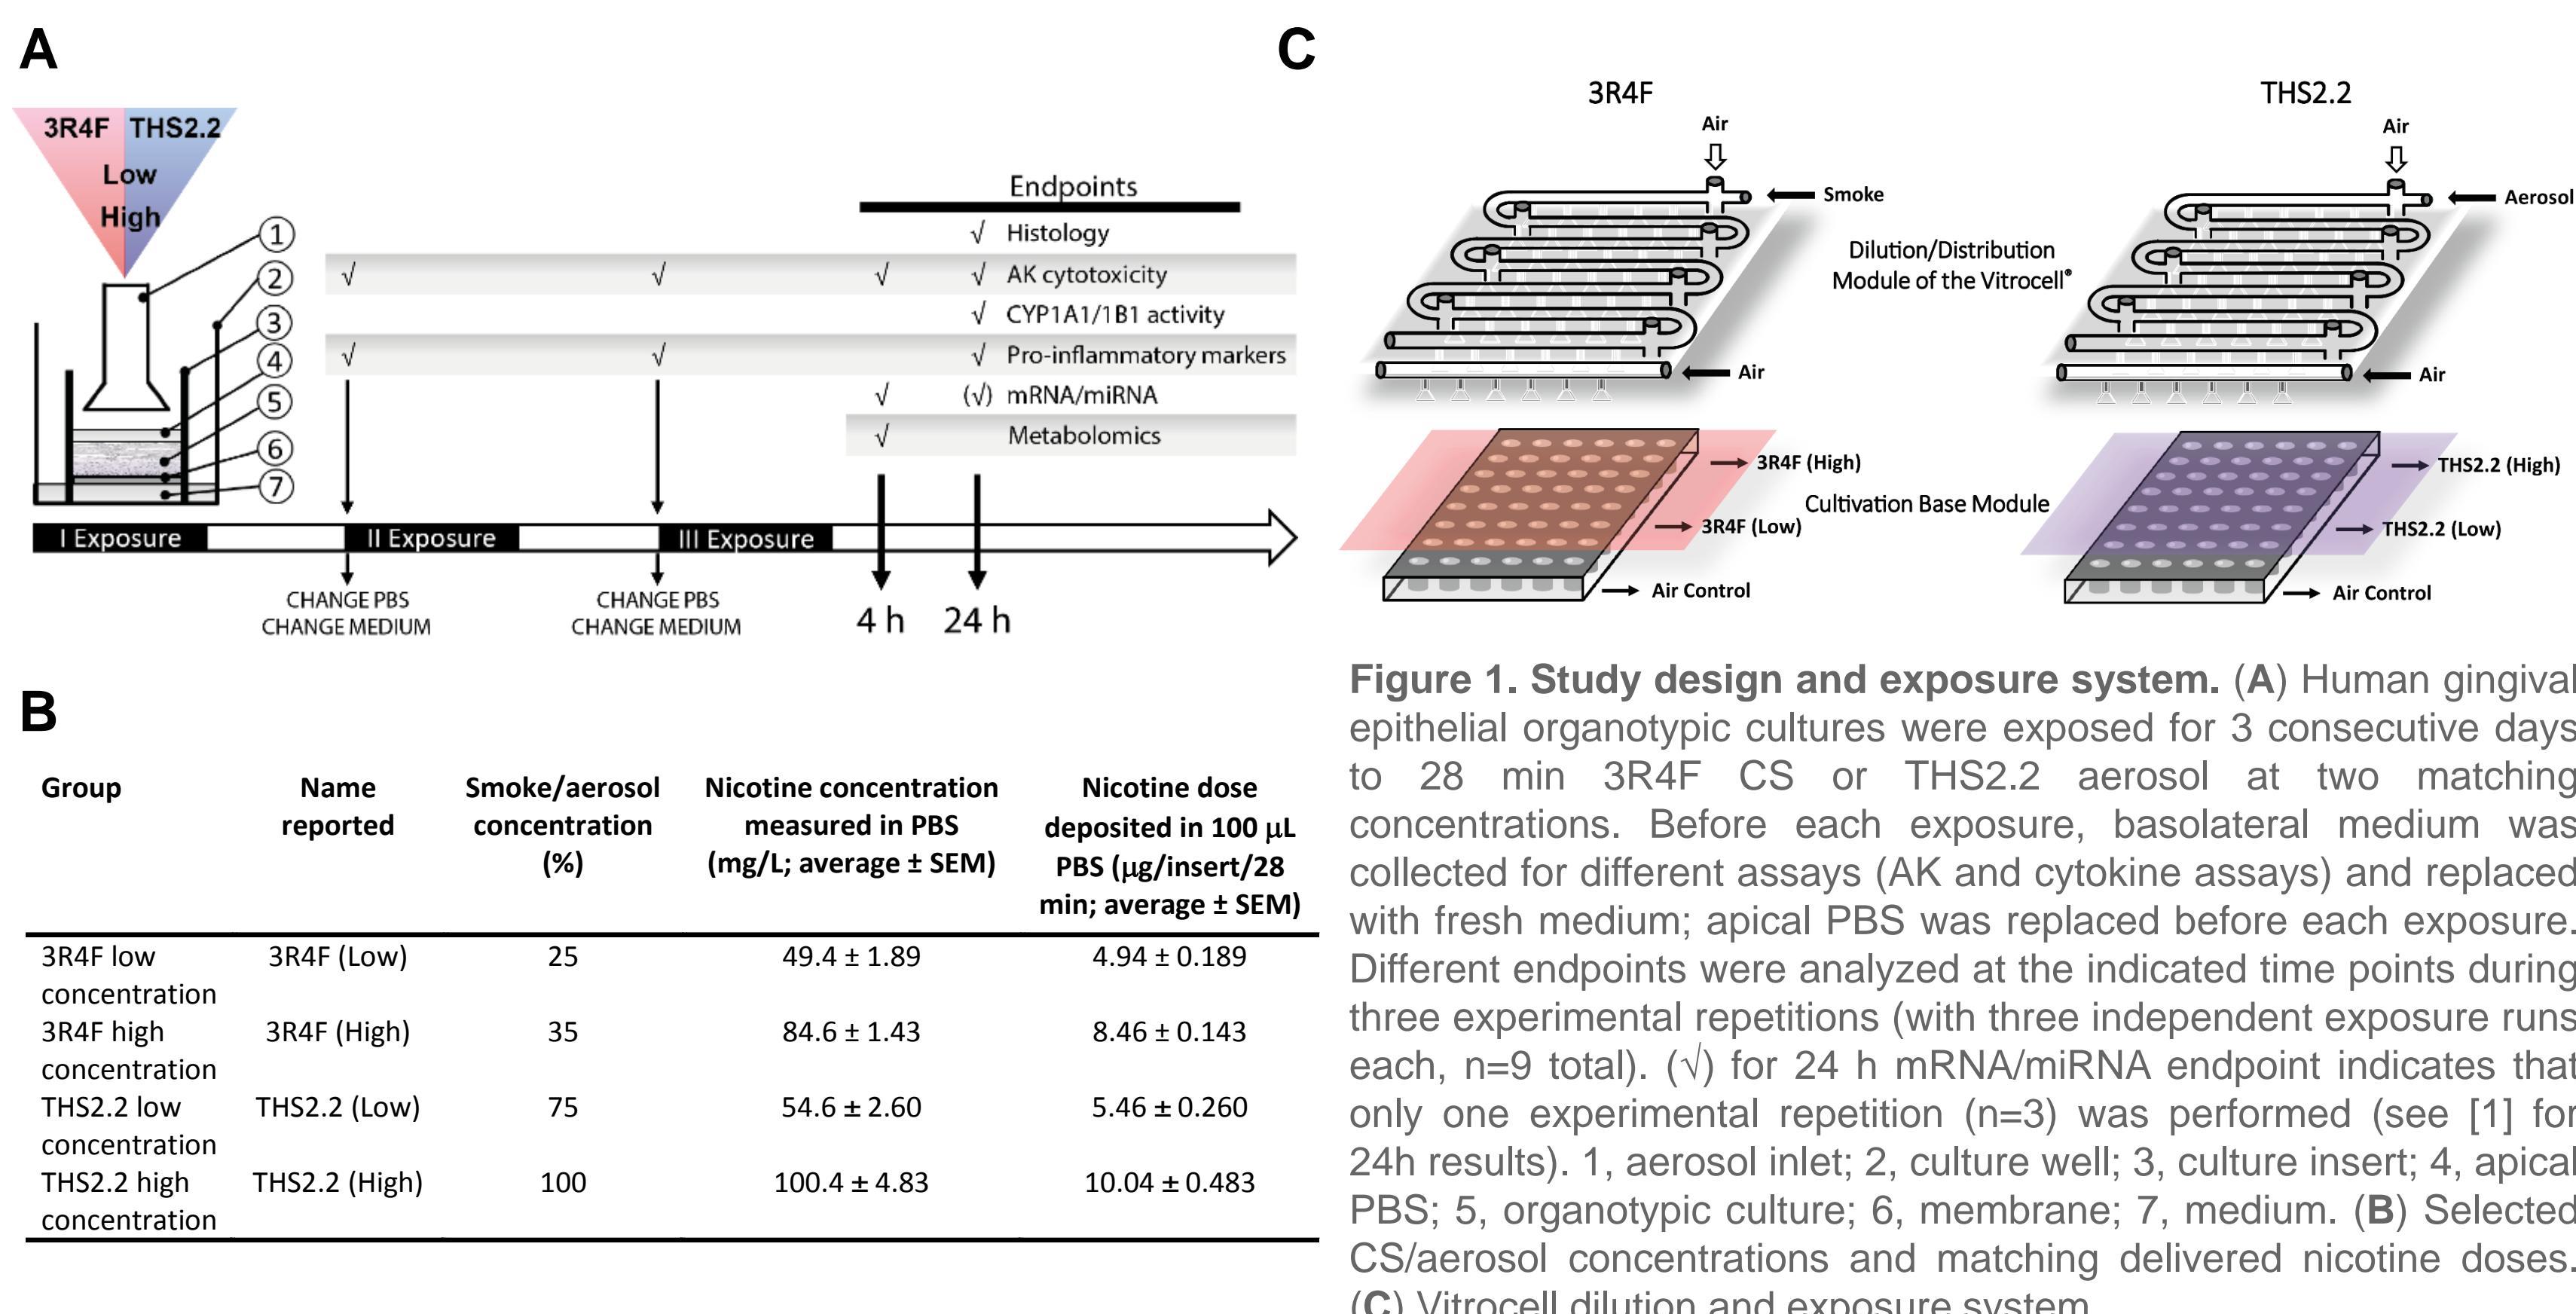 A
3R4F THS2.2
Low
High
1
2
3
4
5
6
7
Endpoints
√ Histology
√ √ √ √ AK cytotoxicity
√ CYP1A1/1B1 activity
√ √ √ Pro-inflammatory markers
√ (√) mRNA/miRNA
√ Metabolomics
I Exposure II Exposure III Exposure
CHANGE PBS
CHANGE MEDIUM
CHANGE PBS
CHANGE MEDIUM
4 h 24 h
B
Group Name reported Smoke/aerosol concentration (%) Nicotine concentration measured in PBS (mg/L; average ± SEM) Nicotine dose deposited in 100 µL PBS (µg/insert/28 min; average ± SEM)
3R4F low concentration 3R4F (Low) 25 49.4 ± 1.89 4.94 ± 0.189
3R4F high concentration 3R4F (High) 35 84.6 ± 1.43 8.46 ± 0.143
THS2.2 low concentration THS2.2 (Low) 75 54.6 ± 2.60 5.46 ± 0.260
THS2.2 high concentration THS2.2 (High) 100 100.4 ± 4.83 10.04 ± 0.483
C
3R4F
Air
Smoke
Air
Dilution/Distribution
Module of the Vitrocell®
THS2.2
Air
Aerosol
Air
3R4F (High)
3R4F (Low)
Air Control
Cultivation Base Module
THS2.2 (High)
THS2.2 (Low)
Air Control
Figure 1. Study design and exposure system. (A) Human gingival
epithelial organotypic cultures were exposed for 3 consecutive days
to 28 min 3R4F CS or THS2.2 aerosol at two matching
concentrations. Before each exposure, basolateral medium was
collected for different assays (AK and cytokine assays) and replaced
with fresh medium; apical PBS was replaced before each exposure.
Different endpoints were analyzed at the indicated time points during
three experimental repetitions (with three independent exposure runs
each, n=9 total). (√) for 24 h mRNA/miRNA endpoint indicates that
only one experimental repetition (n=3) was performed (see [1] for
24h results). 1, aerosol inlet; 2, culture well; 3, culture insert; 4, apical
PBS; 5, organotypic culture; 6, membrane; 7, medium. (B) Selected
CS/aerosol concentrations and matching delivered nicotine doses.
(C) Vitrocell dilution and exposure system